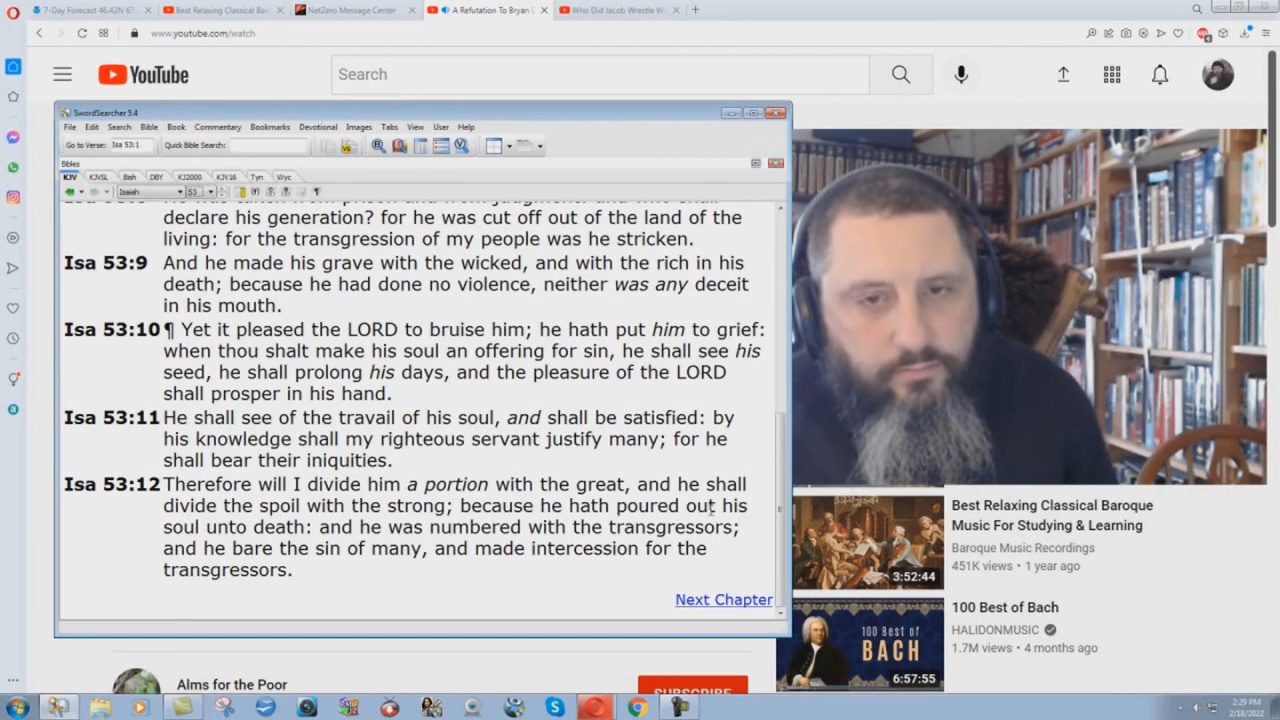 7-Day Forecast 46.42N 67.
Best Relaxing Classical Bar
NetZero Message Center
A Refutation To Bryan
Who Did Jacob Wrestle W
www.youtube.com/watch
YouTube
Search
SwordSearcher 5.4
File Edit Search Bible Book Commentary Bookmarks Devotional Images Tabs View User Help
Go to Verse: Isa 53:1 Quick Bible Search:
Bibles
KJV KJVSL Bish DBY KJ2000 KJV16 Tyn Wyc
Isaiah 53
declare his generation? for he was cut off out of the land of the
living: for the transgression of my people was he stricken.
Isa 53:9 And he made his grave with the wicked, and with the rich in his
death; because he had done no violence, neither was any deceit
in his mouth.
Isa 53:10 ¶ Yet it pleased the LORD to bruise him; he hath put him to grief:
when thou shalt make his soul an offering for sin, he shall see his
seed, he shall prolong his days, and the pleasure of the LORD
shall prosper in his hand.
Isa 53:11 He shall see of the travail of his soul, and shall be satisfied: by
his knowledge shall my righteous servant justify many; for he
shall bear their iniquities.
Isa 53:12 Therefore will I divide him a portion with the great, and he shall
divide the spoil with the strong; because he hath poured out his
soul unto death: and he was numbered with the transgressors;
and he bare the sin of many, and made intercession for the
transgressors.
Next Chapter
Best Relaxing Classical Baroque
Music For Studying & Learning
Baroque Music Recordings
451K views • 1 year ago
3:52:44
100 Best of Bach
HALIDONMUSIC
1.7M views • 4 months ago
100 Best of
BACH
6:57:55
Alms for the Poor
SUBSCRIBE
2:29 PM
2/18/2022